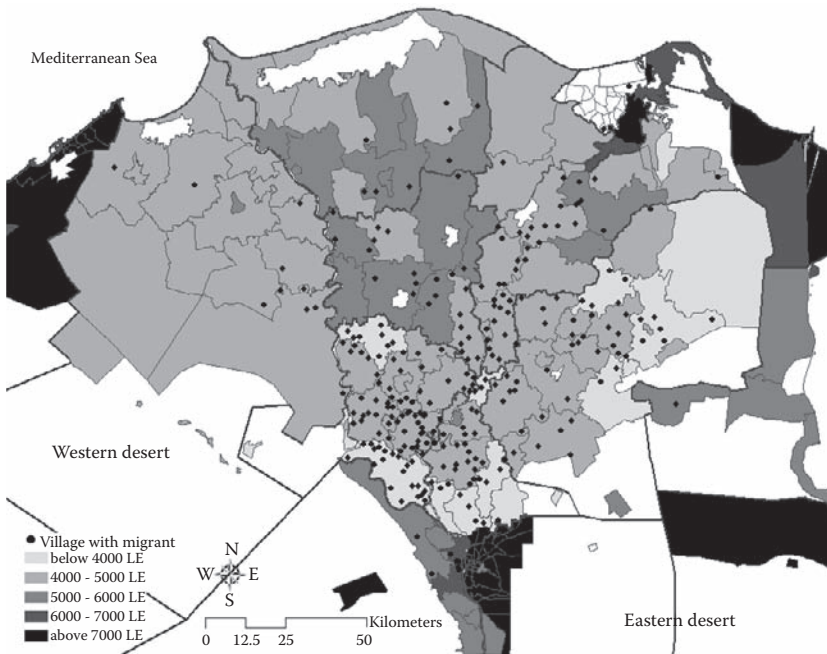 Mediterranean Sea
Western desert
Village with migrant
below 4000 LE
4000 - 5000 LE
5000 - 6000 LE
6000 - 7000 LE
above 7000 LE
N
W E
S
Kilometers
0 12.5 25 50
Eastern desert